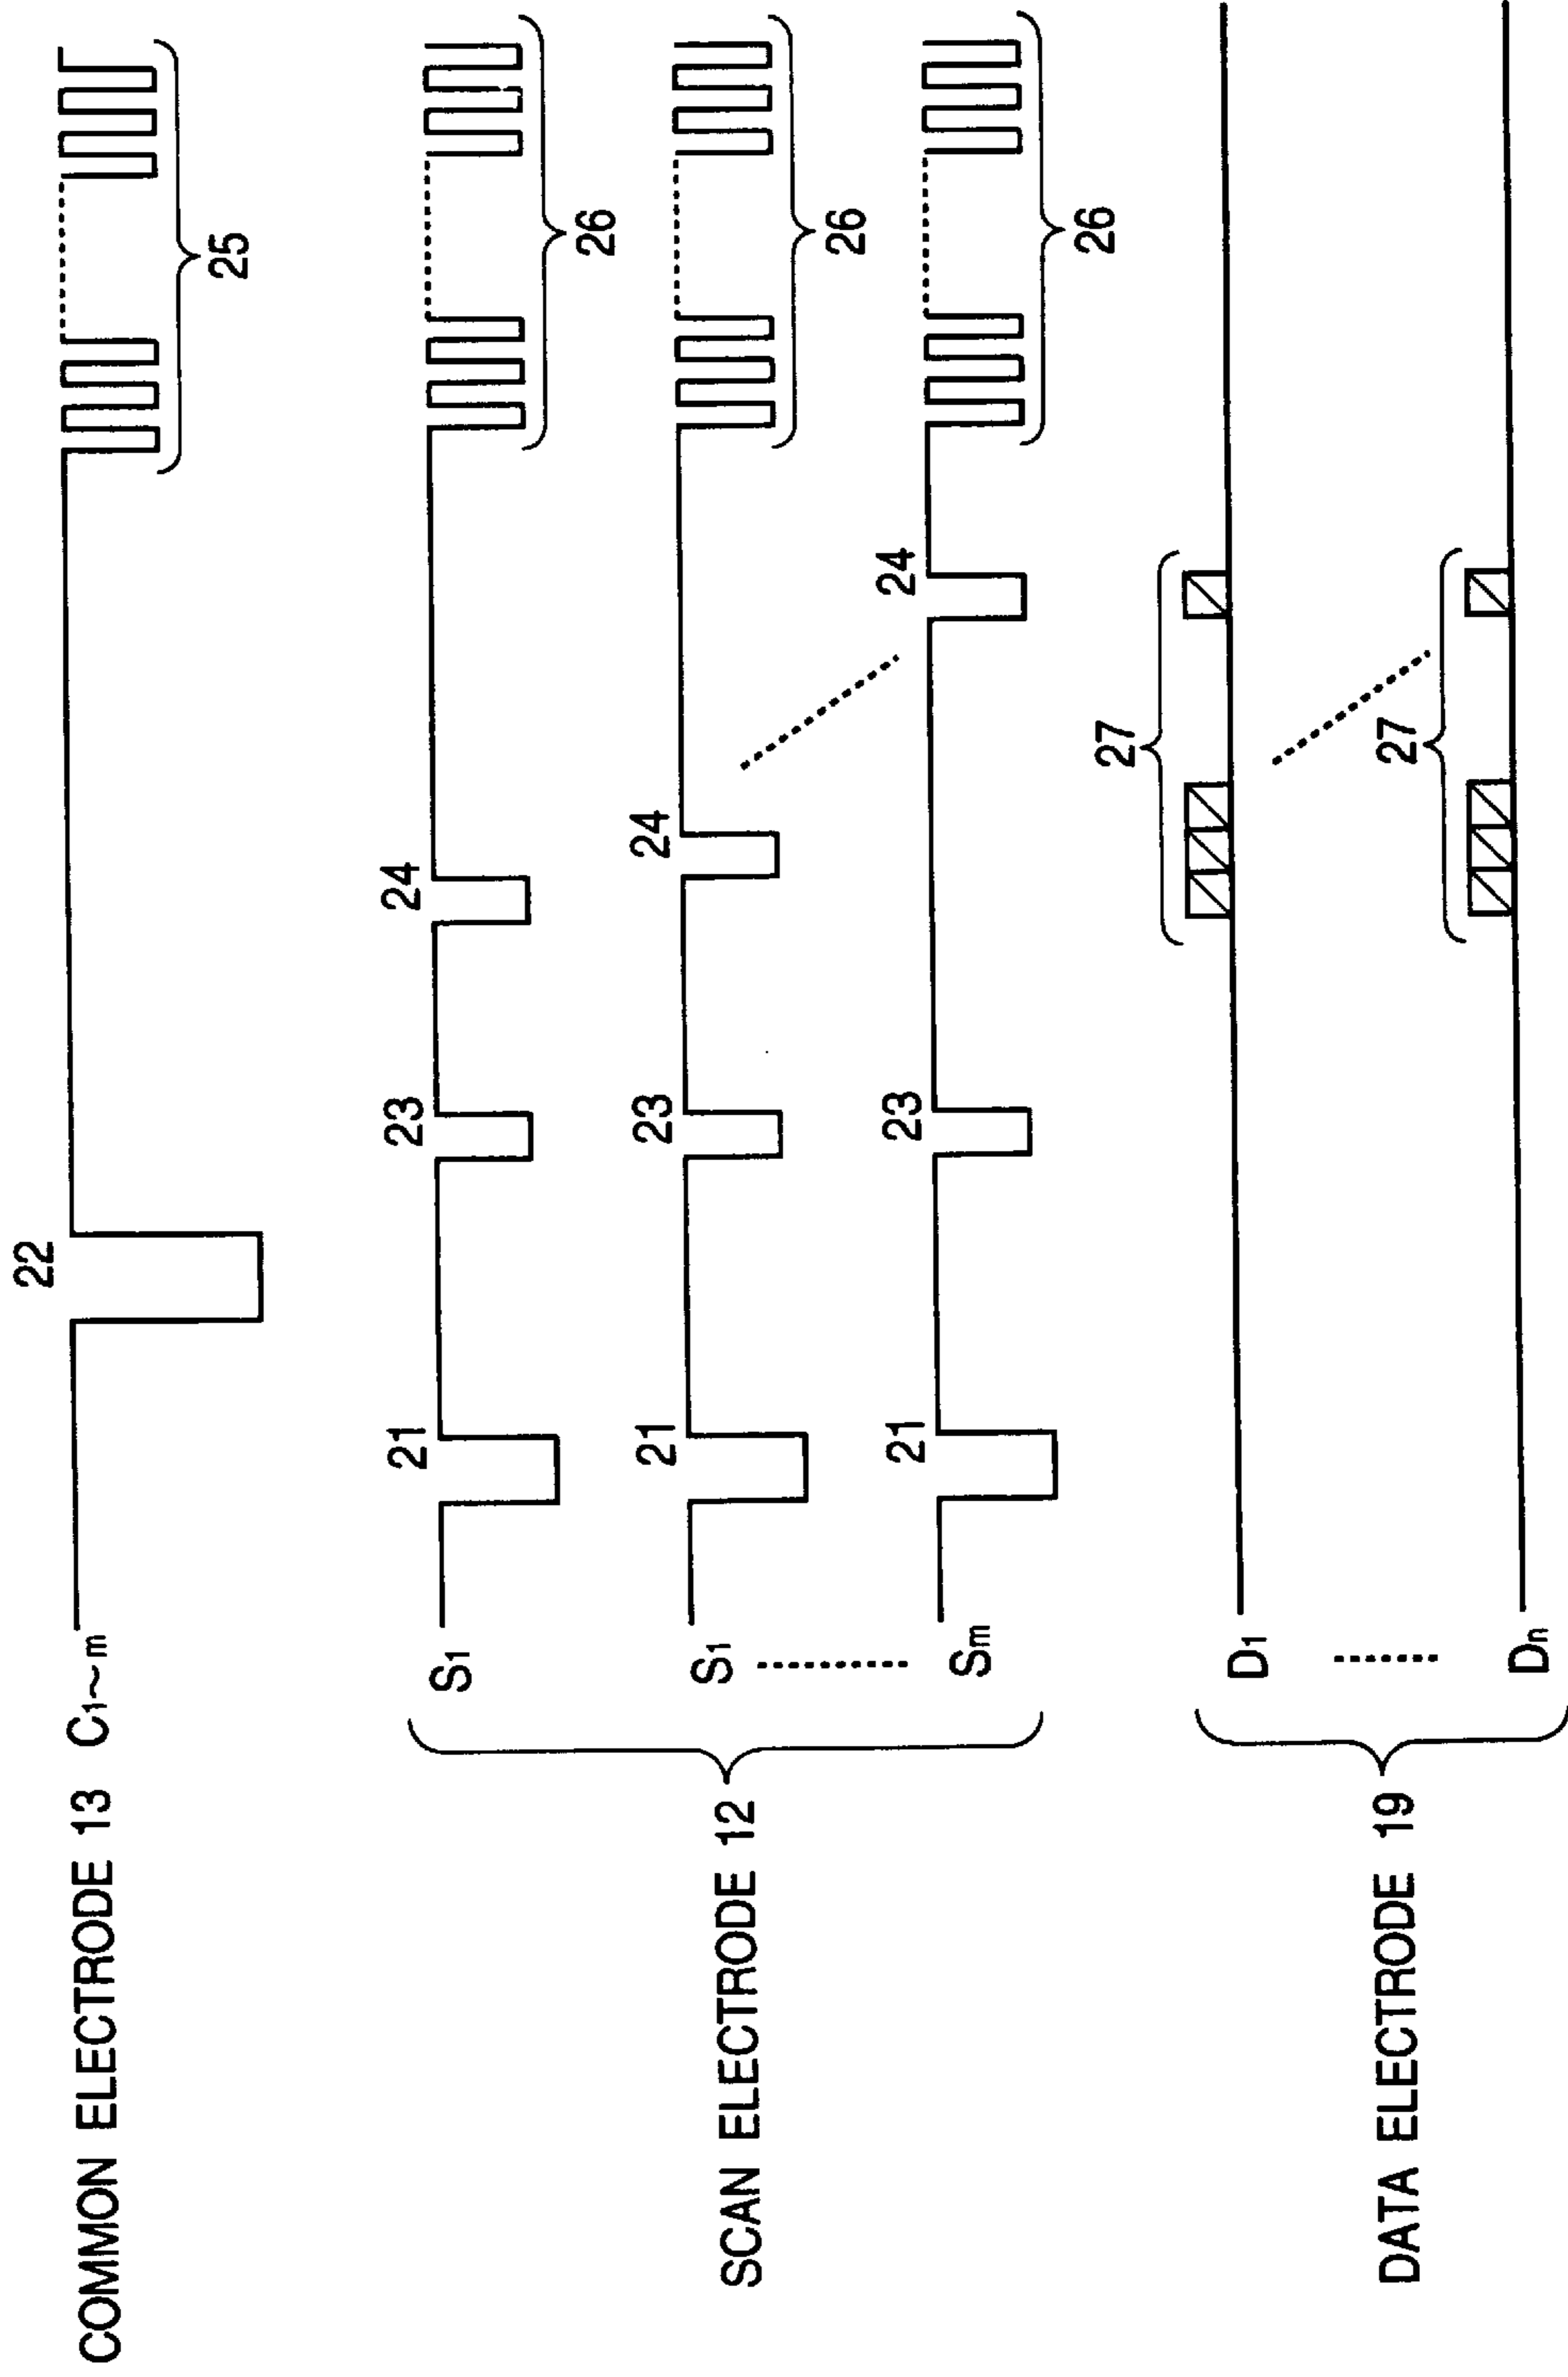 COMMON ELECTRODE 13 C1~m
22
25
SCAN ELECTRODE 12
S1
21
23
24
26
S1
21
23
24
26
Sm
21
23
24
26
DATA ELECTRODE 19
D1
27
Dn
27